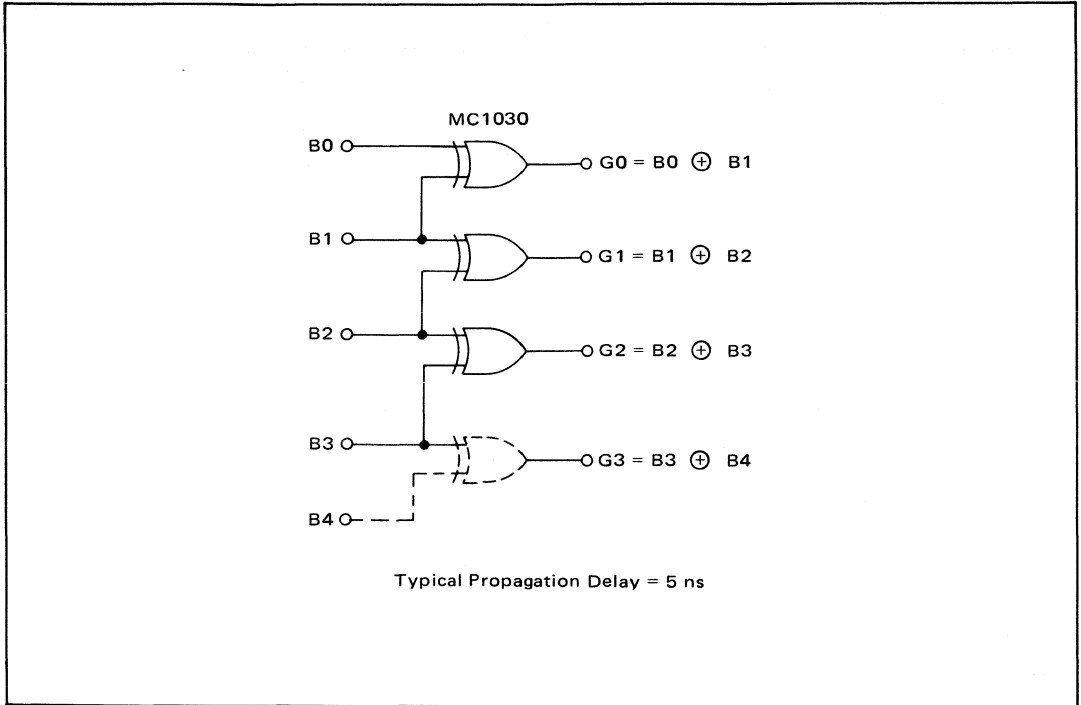 MC1030
B0
G0 = B0 ⊕ B1
B1
G1 = B1 ⊕ B2
B2
G2 = B2 ⊕ B3
B3
G3 = B3 ⊕ B4
B4
Typical Propagation Delay = 5 ns